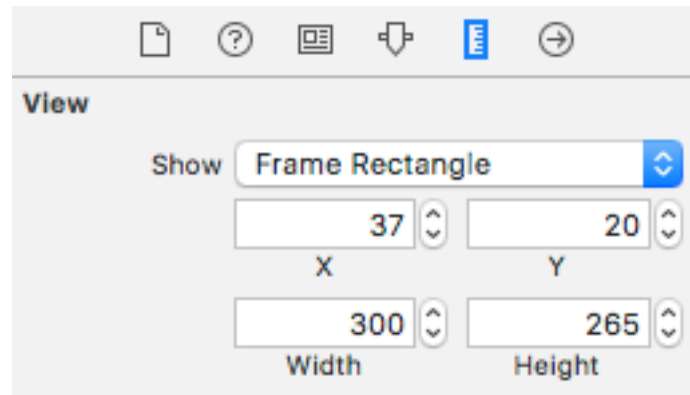 View
Show Frame Rectangle
37 20
X Y
300 265
Width Height